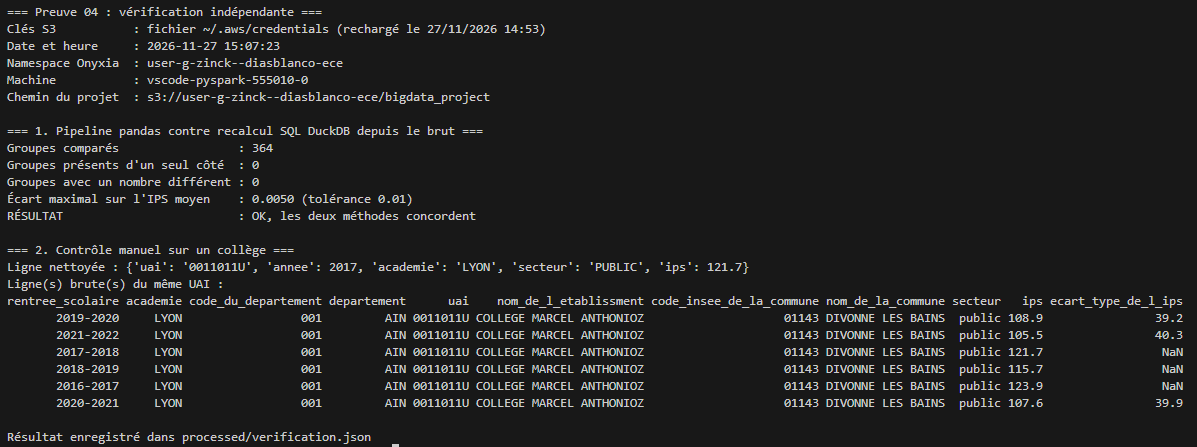 === Preuve 04 : vérification indépendante ===
Clés S3           : fichier ~/.aws/credentials (rechargé le 27/11/2026 14:53)
Date et heure     : 2026-11-27 15:07:23
Namespace Onyxia  : user-g-zinck--diasblanco-ece
Machine           : vscode-pyspark-555010-0
Chemin du projet  : s3://user-g-zinck--diasblanco-ece/bigdata_project

=== 1. Pipeline pandas contre recalcul SQL DuckDB depuis le brut ===
Groupes comparés                  : 364
Groupes présents d'un seul côté   : 0
Groupes avec un nombre différent : 0
Écart maximal sur l'IPS moyen     : 0.0050 (tolérance 0.01)
RÉSULTAT                          : OK, les deux méthodes concordent

=== 2. Contrôle manuel sur un collège ===
Ligne nettoyée : {'uai': '0011011U', 'annee': 2017, 'academie': 'LYON', 'secteur': 'PUBLIC', 'ips': 121.7}
Ligne(s) brute(s) du même UAI :
rentree_scolaire academie code_du_departement departement      uai    nom_de_l_etablissment code_insee_de_la_commune nom_de_la_commune secteur   ips ecart_type_de_l_ips
2019-2020     LYON                 001         AIN 0011011U COLLEGE MARCEL ANTHONIOZ                    01143 DIVONNE LES BAINS  public 108.9                39.2
2021-2022     LYON                 001         AIN 0011011U COLLEGE MARCEL ANTHONIOZ                    01143 DIVONNE LES BAINS  public 105.5                40.3
2017-2018     LYON                 001         AIN 0011011U COLLEGE MARCEL ANTHONIOZ                    01143 DIVONNE LES BAINS  public 121.7                 NaN
2018-2019     LYON                 001         AIN 0011011U COLLEGE MARCEL ANTHONIOZ                    01143 DIVONNE LES BAINS  public 115.7                 NaN
2016-2017     LYON                 001         AIN 0011011U COLLEGE MARCEL ANTHONIOZ                    01143 DIVONNE LES BAINS  public 123.9                 NaN
2020-2021     LYON                 001         AIN 0011011U COLLEGE MARCEL ANTHONIOZ                    01143 DIVONNE LES BAINS  public 107.6                39.9

Résultat enregistré dans processed/verification.json